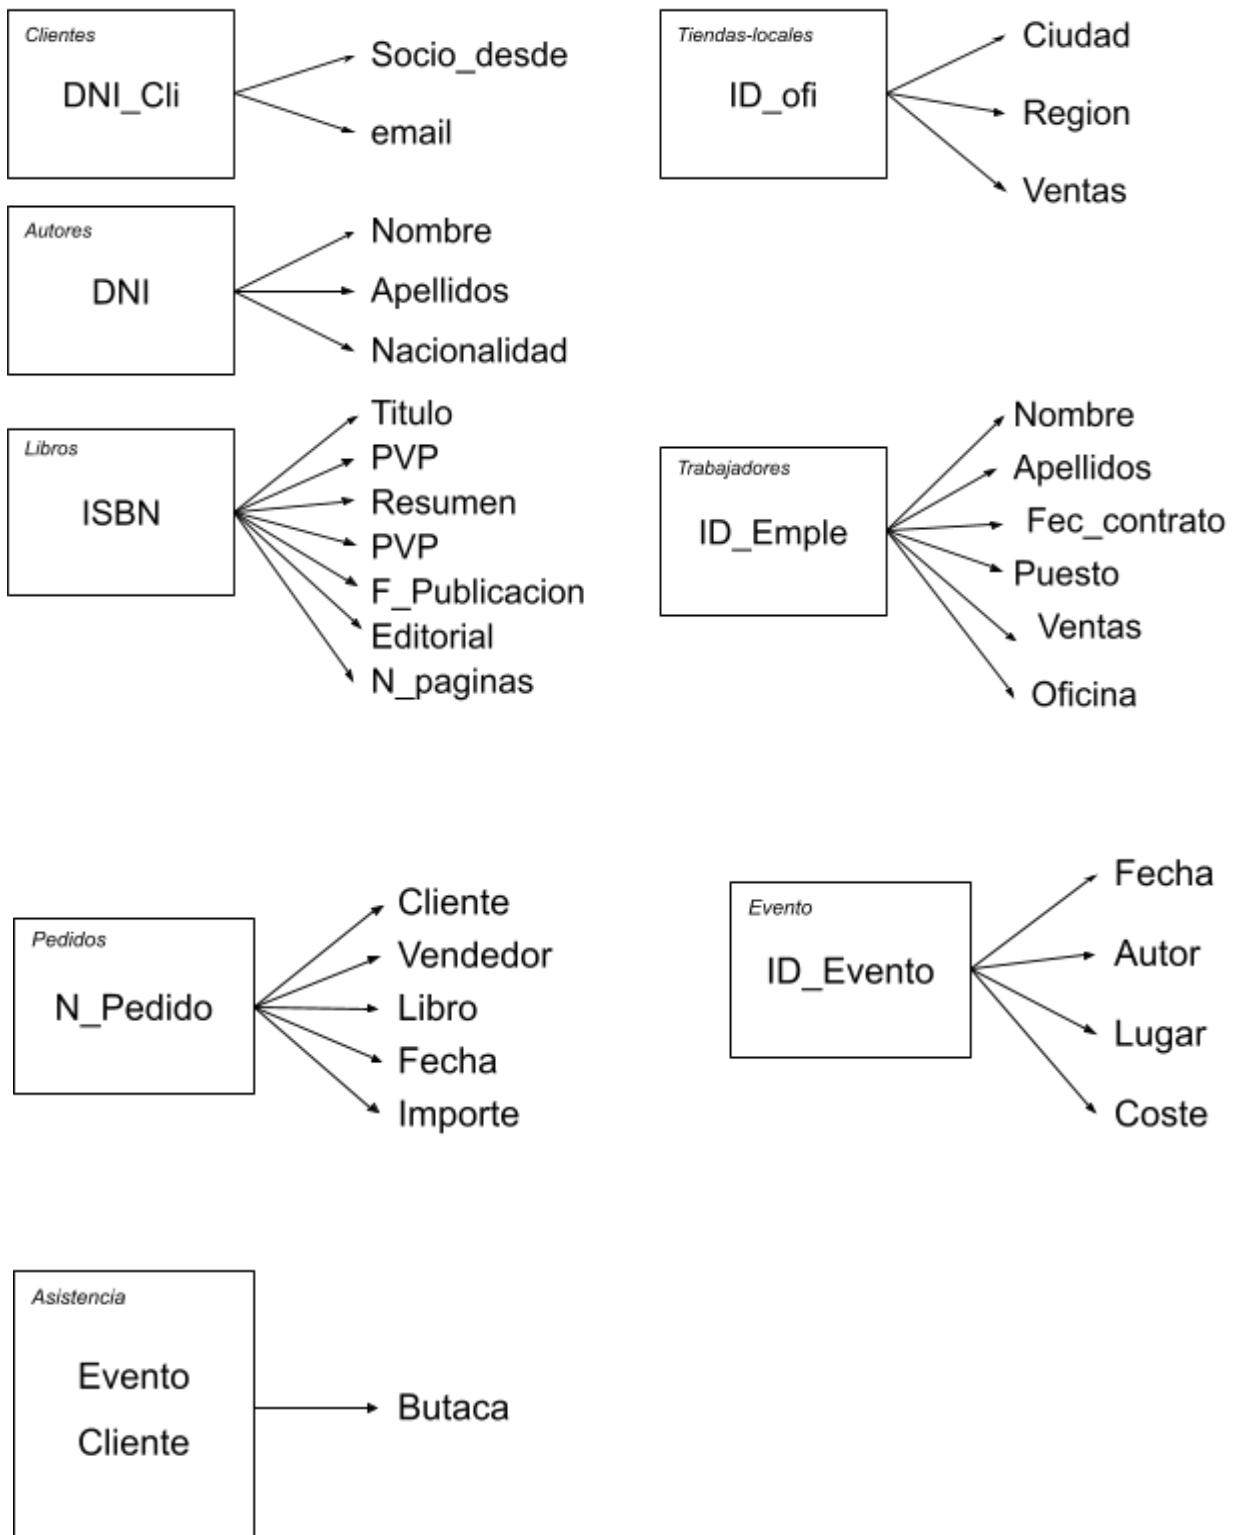 Clientes
DNI_Cli
Socio_desde
email
Tiendas-locales
ID_ofi
Ciudad
Region
Ventas
Autores
DNI
Nombre
Apellidos
Nacionalidad
Libros
ISBN
Titulo
PVP
Resumen
PVP
F_Publicacion
Editorial
N_paginas
Trabajadores
ID_Emple
Nombre
Apellidos
Fec_contrato
Puesto
Ventas
Oficina
Pedidos
N_Pedido
Cliente
Vendedor
Libro
Fecha
Importe
Evento
ID_Evento
Fecha
Autor
Lugar
Coste
Asistencia
Evento
Cliente
Butaca